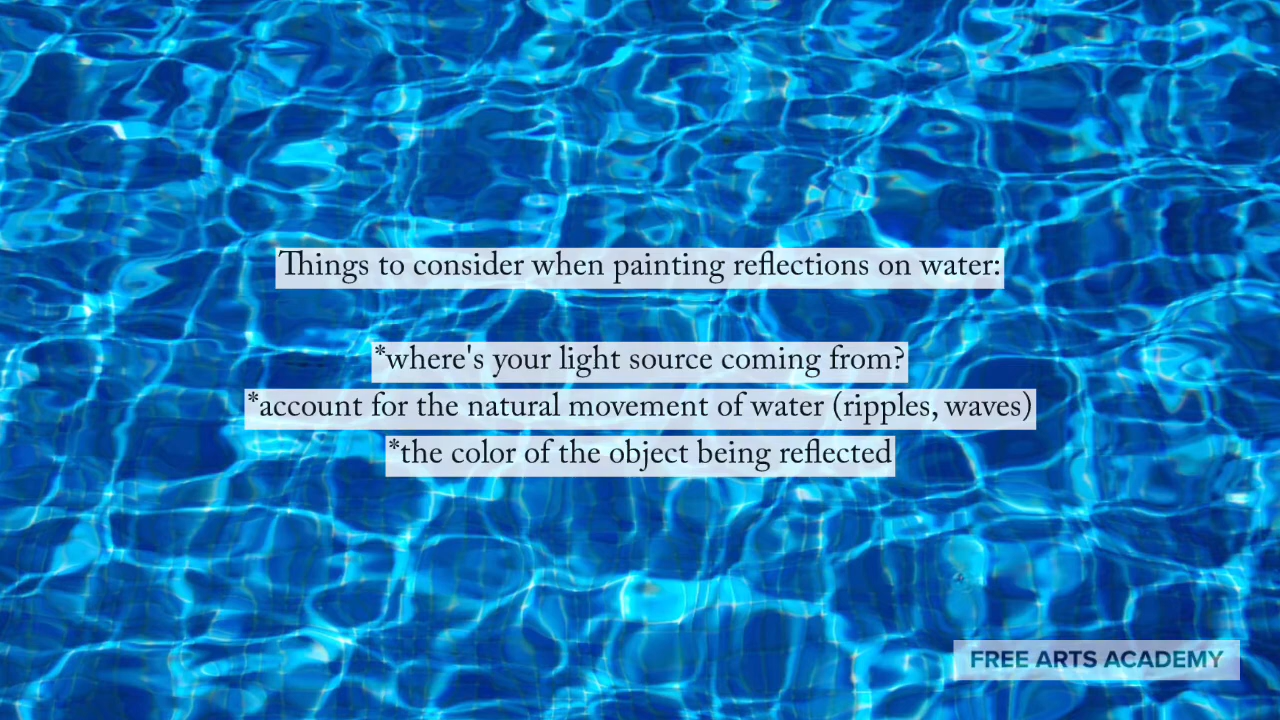 Things to consider when painting reflections on water:
*where's your light source coming from?
*account for the natural movement of water (ripples, waves)
*the color of the object being reflected
FREE ARTS ACADEMY